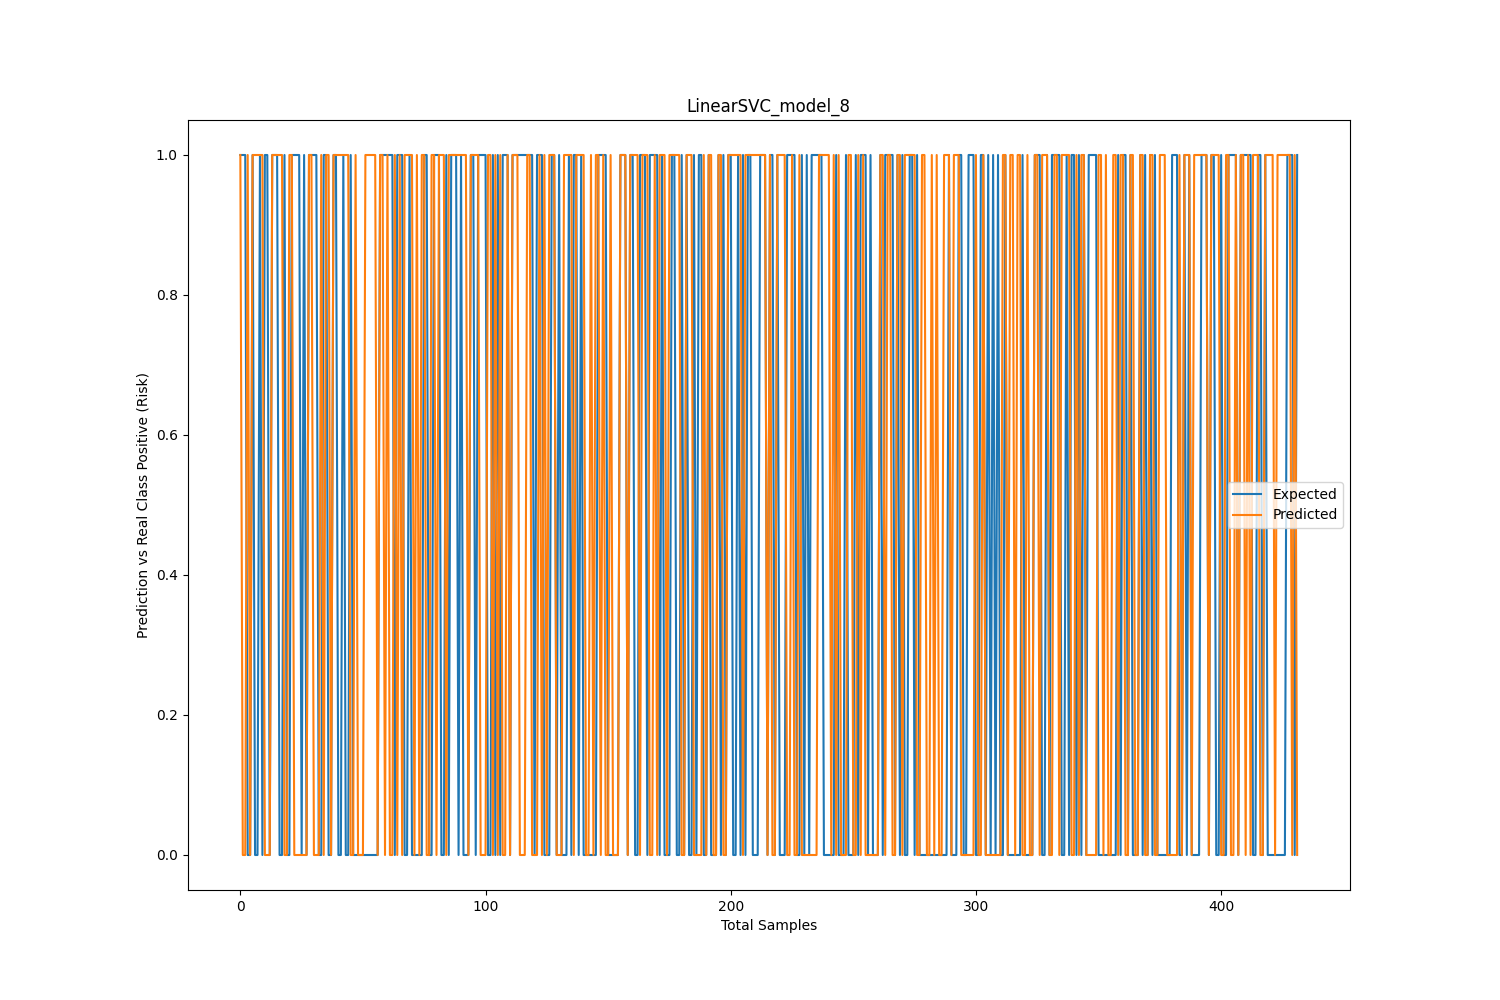 LinearSVC_model_8
1.0
0.8
0.6
0.4
0.2
0.0
Prediction vs Real Class Positive (Risk)
Expected
Predicted
0 100 200 300 400
Total Samples